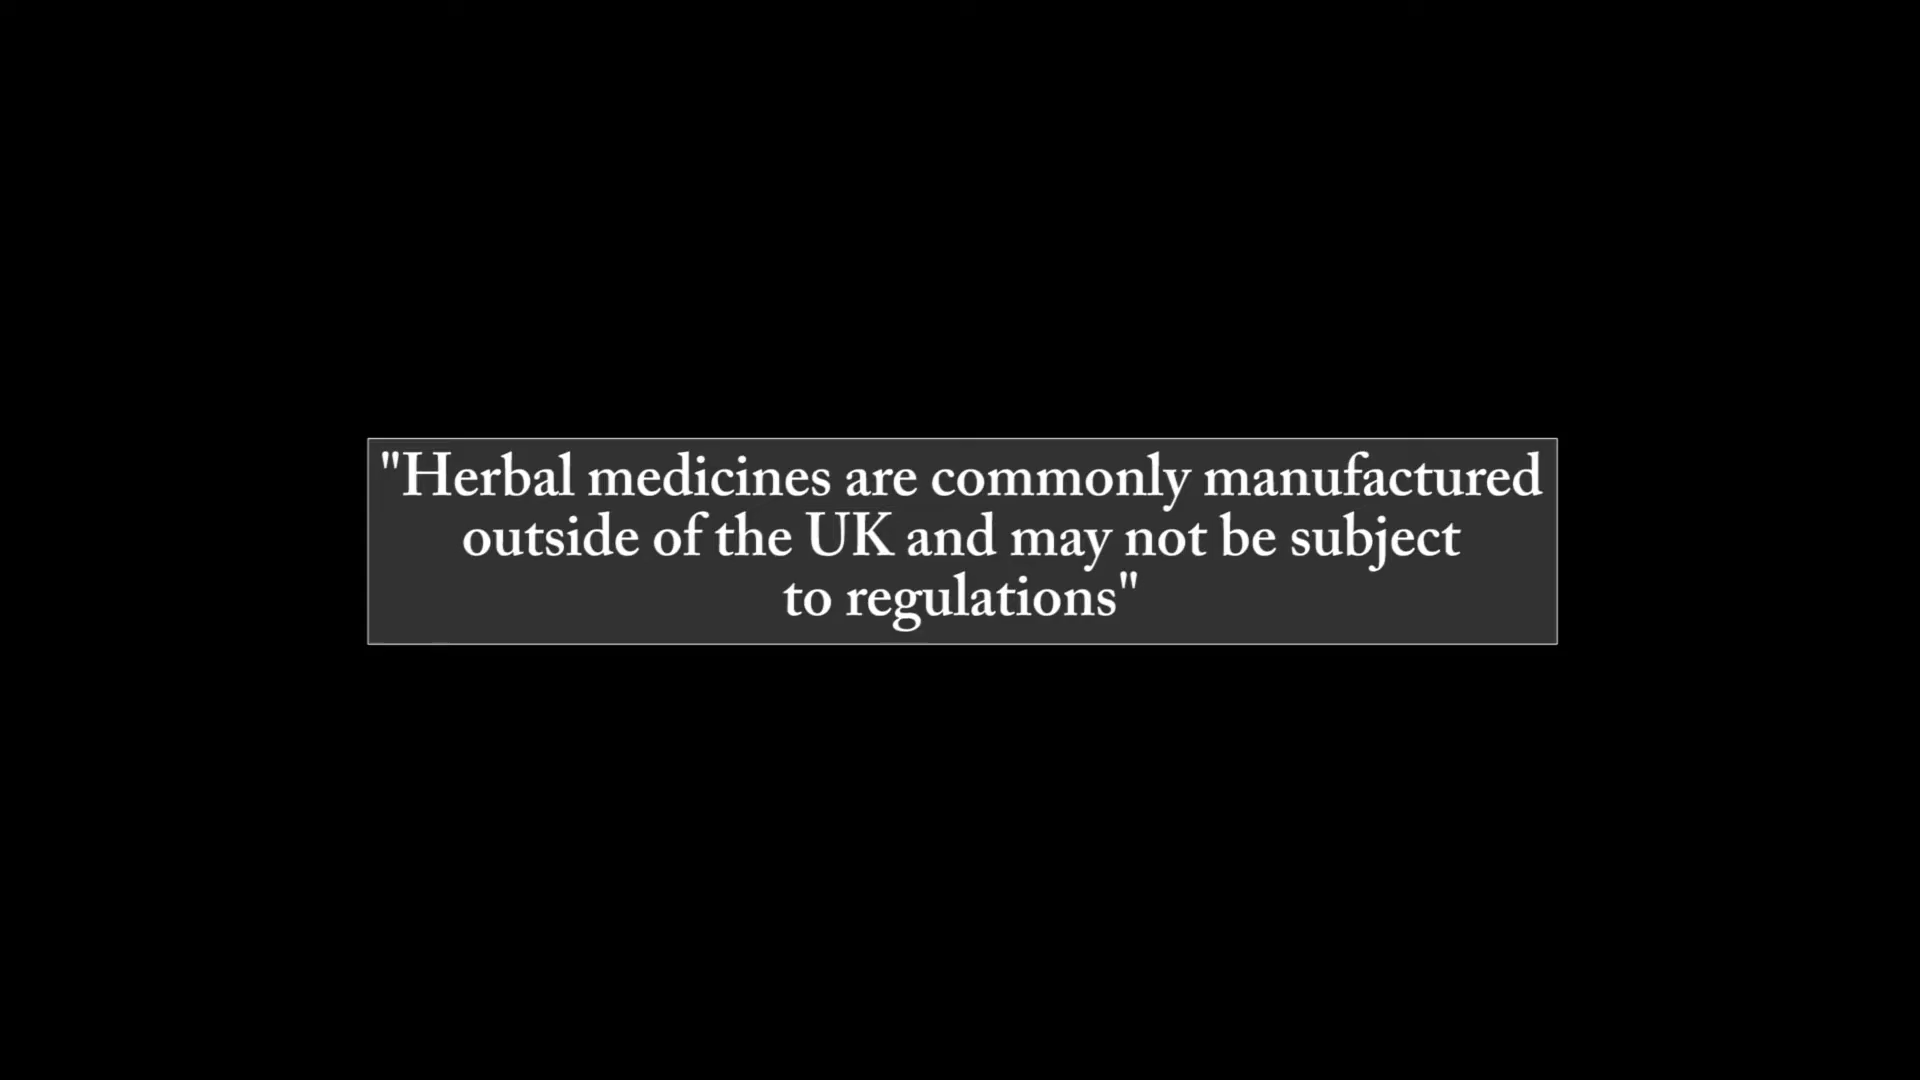 "Herbal medicines are commonly manufactured
outside of the UK and may not be subject
to regulations"